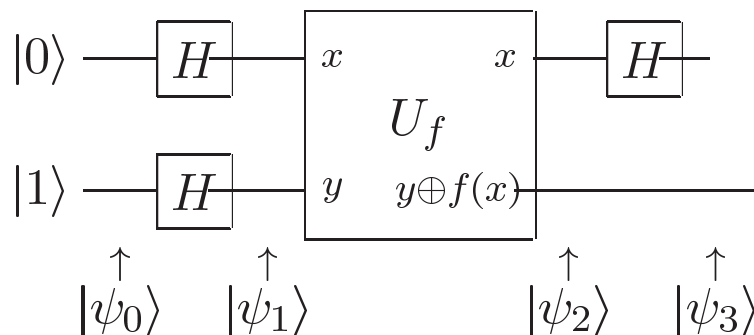 |0⟩ H x x H
U_f
|1⟩ H y y⊕f(x)
↑ ↑ ↑ ↑
|ψ₀⟩ |ψ₁⟩ |ψ₂⟩ |ψ₃⟩